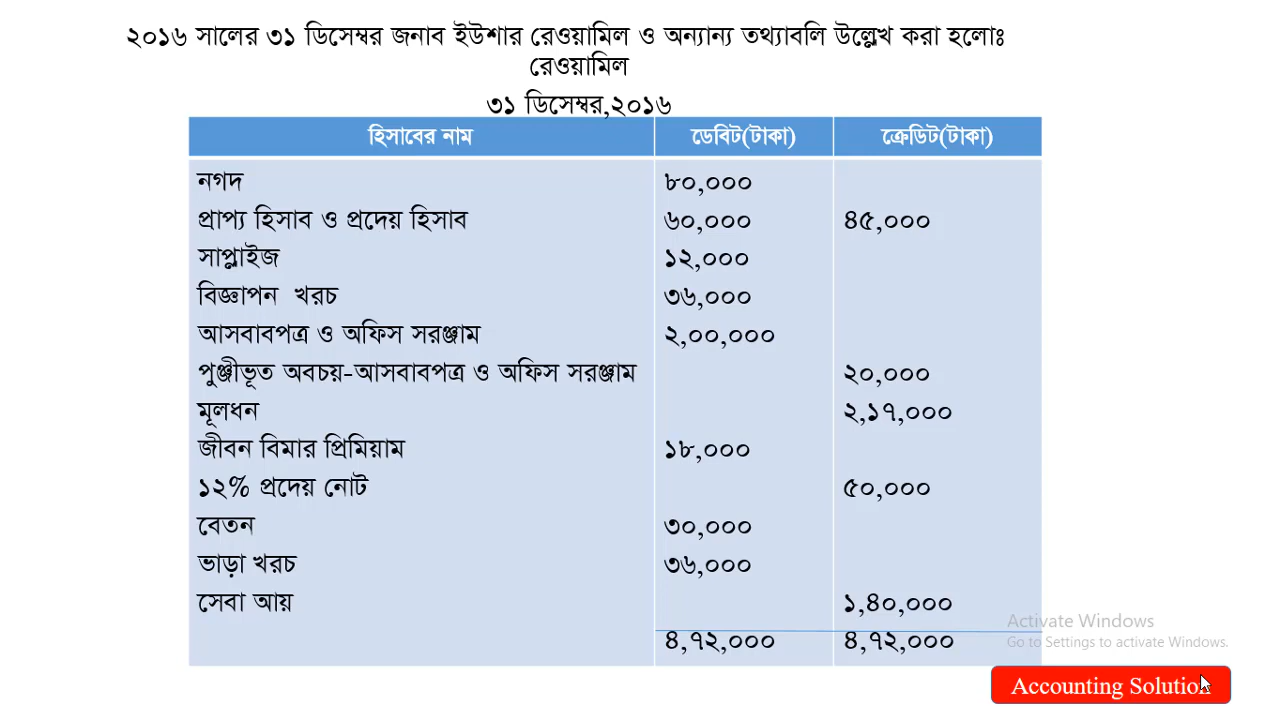 ২০১৬ সালের ৩১ ডিসেম্বর জনাব ইউশার রেওয়ামিল ও অন্যান্য তথ্যাবলি উল্লেখ করা হলোঃ
রেওয়ামিল
৩১ ডিসেম্বর,২০১৬
হিসাবের নাম ডেবিট(টাকা) ক্রেডিট(টাকা)
নগদ ৮০,০০০
প্রাপ্য হিসাব ও প্রদেয় হিসাব ৬০,০০০ ৪৫,০০০
সাপ্লাইজ ১২,০০০
বিজ্ঞাপন খরচ ৩৬,০০০
আসবাবপত্র ও অফিস সরঞ্জাম ২,০০,০০০
পুঞ্জীভূত অবচয়-আসবাবপত্র ও অফিস সরঞ্জাম ২০,০০০
মূলধন ২,১৭,০০০
জীবন বিমার প্রিমিয়াম ১৮,০০০
১২% প্রদেয় নোট ৫০,০০০
বেতন ৩০,০০০
ভাড়া খরচ ৩৬,০০০
সেবা আয় ১,৪০,০০০
৪,৭২,০০০ ৪,৭২,০০০
Activate Windows
Go to Settings to activate Windows.
Accounting Solution